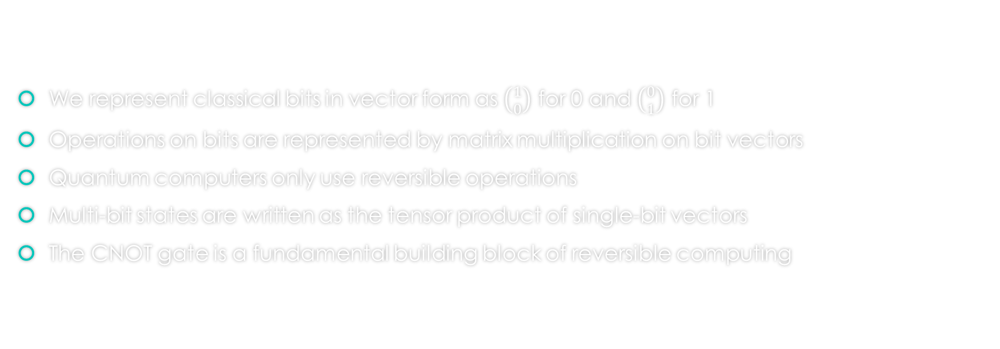 We represent classical bits in vector form as (1 0) for 0 and (0 1) for 1
Operations on bits are represented by matrix multiplication on bit vectors
Quantum computers only use reversible operations
Multi-bit states are written as the tensor product of single-bit vectors
The CNOT gate is a fundamental building block of reversible computing